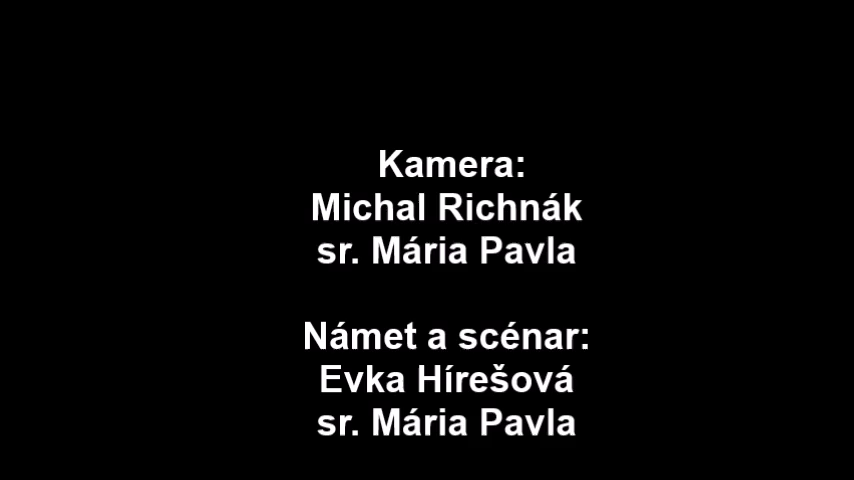 Kamera:
Michal Richnák
sr. Mária Pavla
Námet a scénar:
Evka Hírešová
sr. Mária Pavla